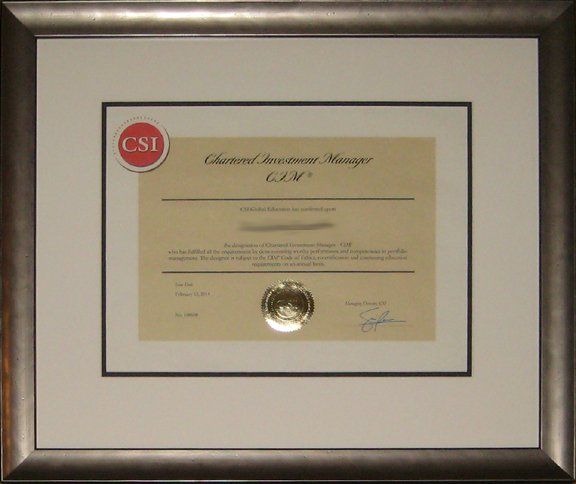 CSI
Chartered Investment Manager
CIM ®
CSI Global Education has conferred upon
the designation of Chartered Investment Manager - CIM®
who has fulfilled all the requirements by demonstrating worthy performance and competencies in portfolio
management. The designee is subject to the CIM® Code of Ethics, recertification and continuing education
requirements on an annual basis.
Issue Date
February 13,
No.
Managing Director, CSI